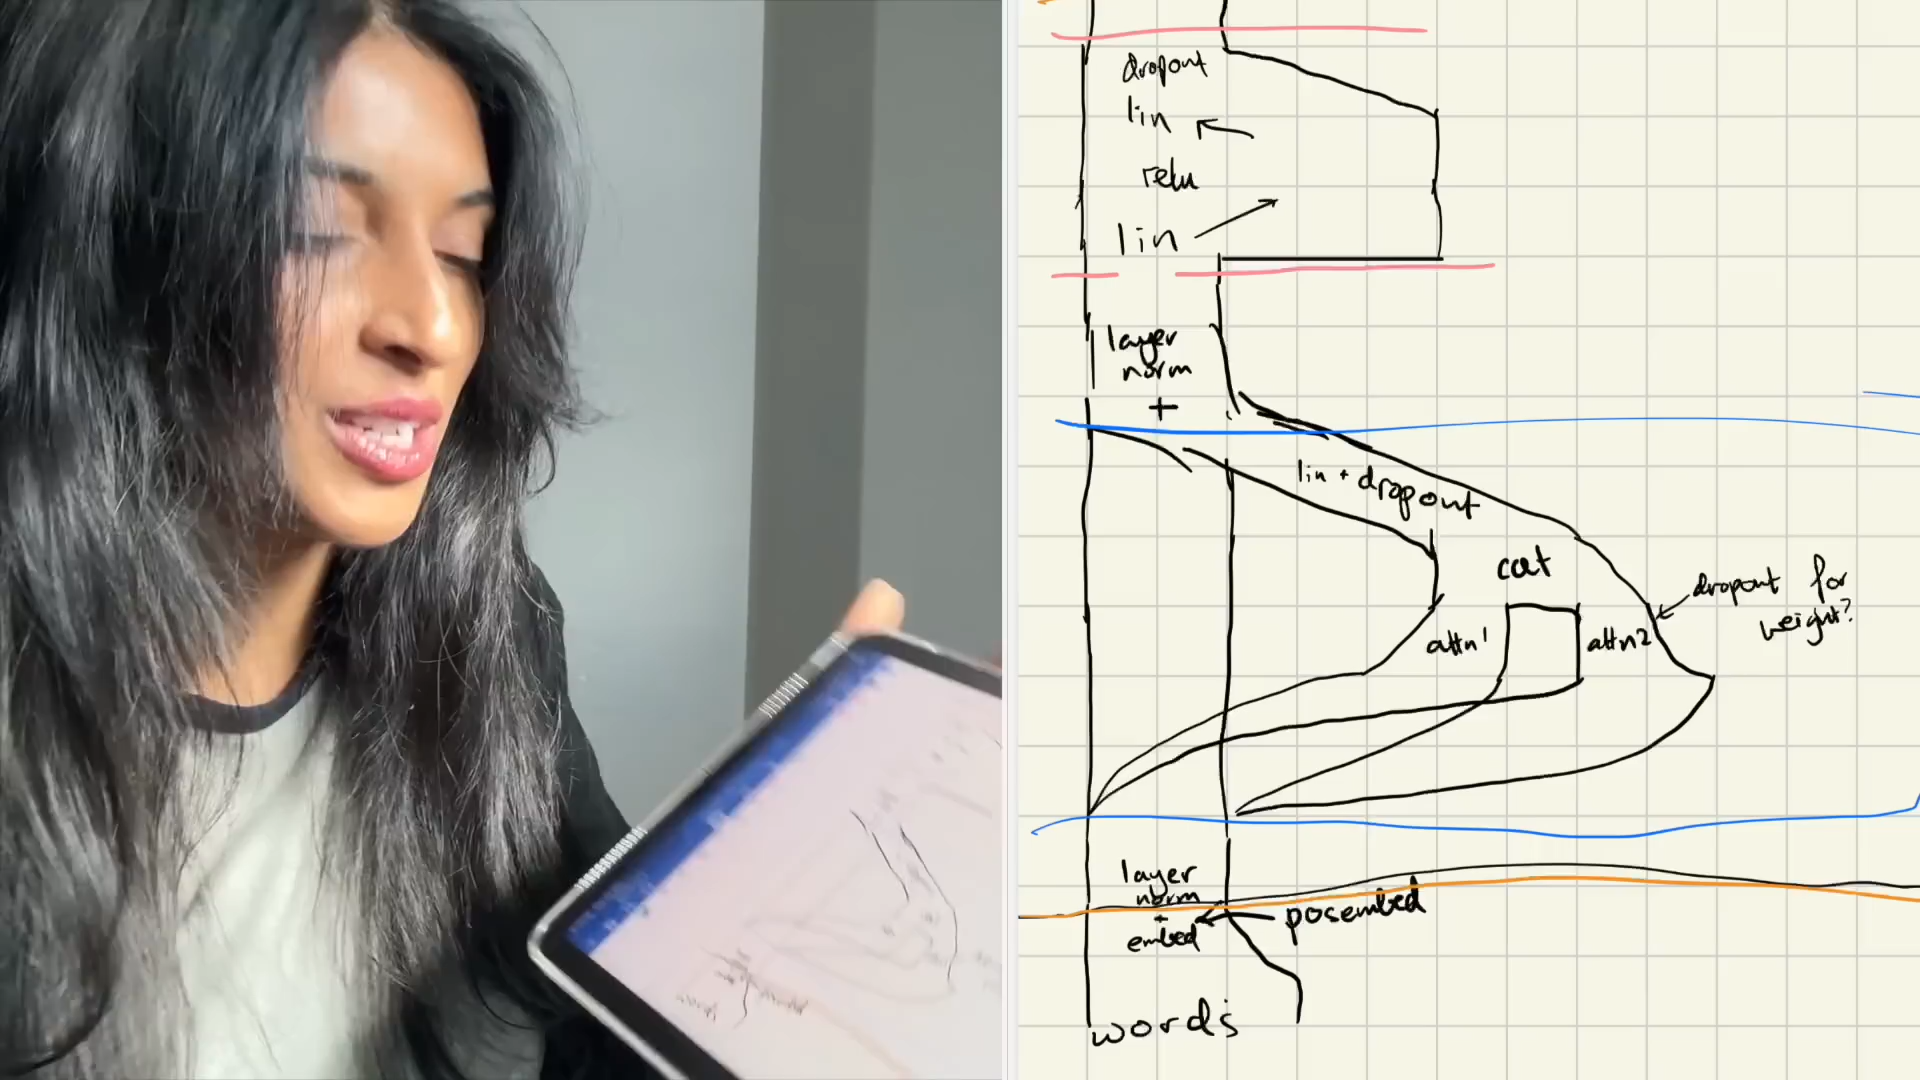 dropout
lin
relu
lin
layer
norm
+
lin + dropout
cat
dropout for
weight?
attn1
attn2
layer
norm
+
embed
posembed
words